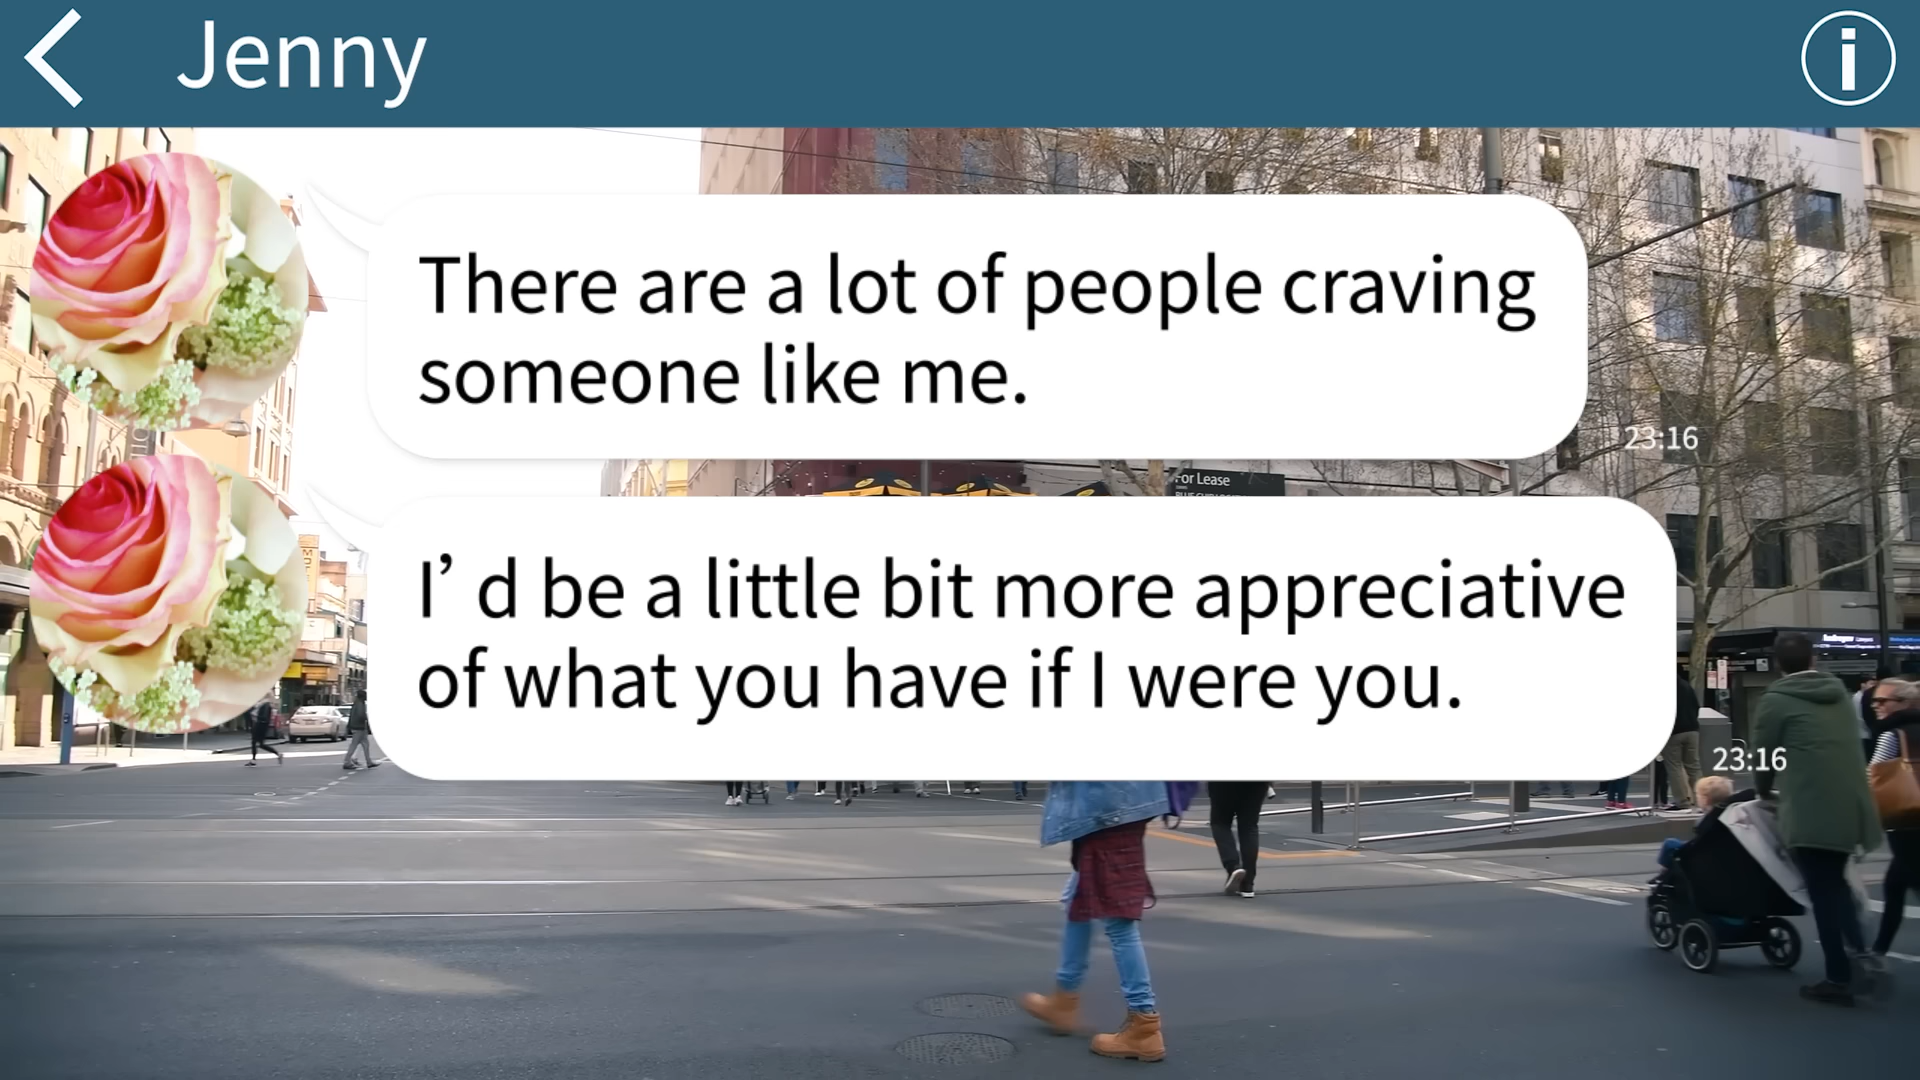 Jenny
There are a lot of people craving
someone like me.
23:16
For Lease
I’d be a little bit more appreciative
of what you have if I were you.
23:16